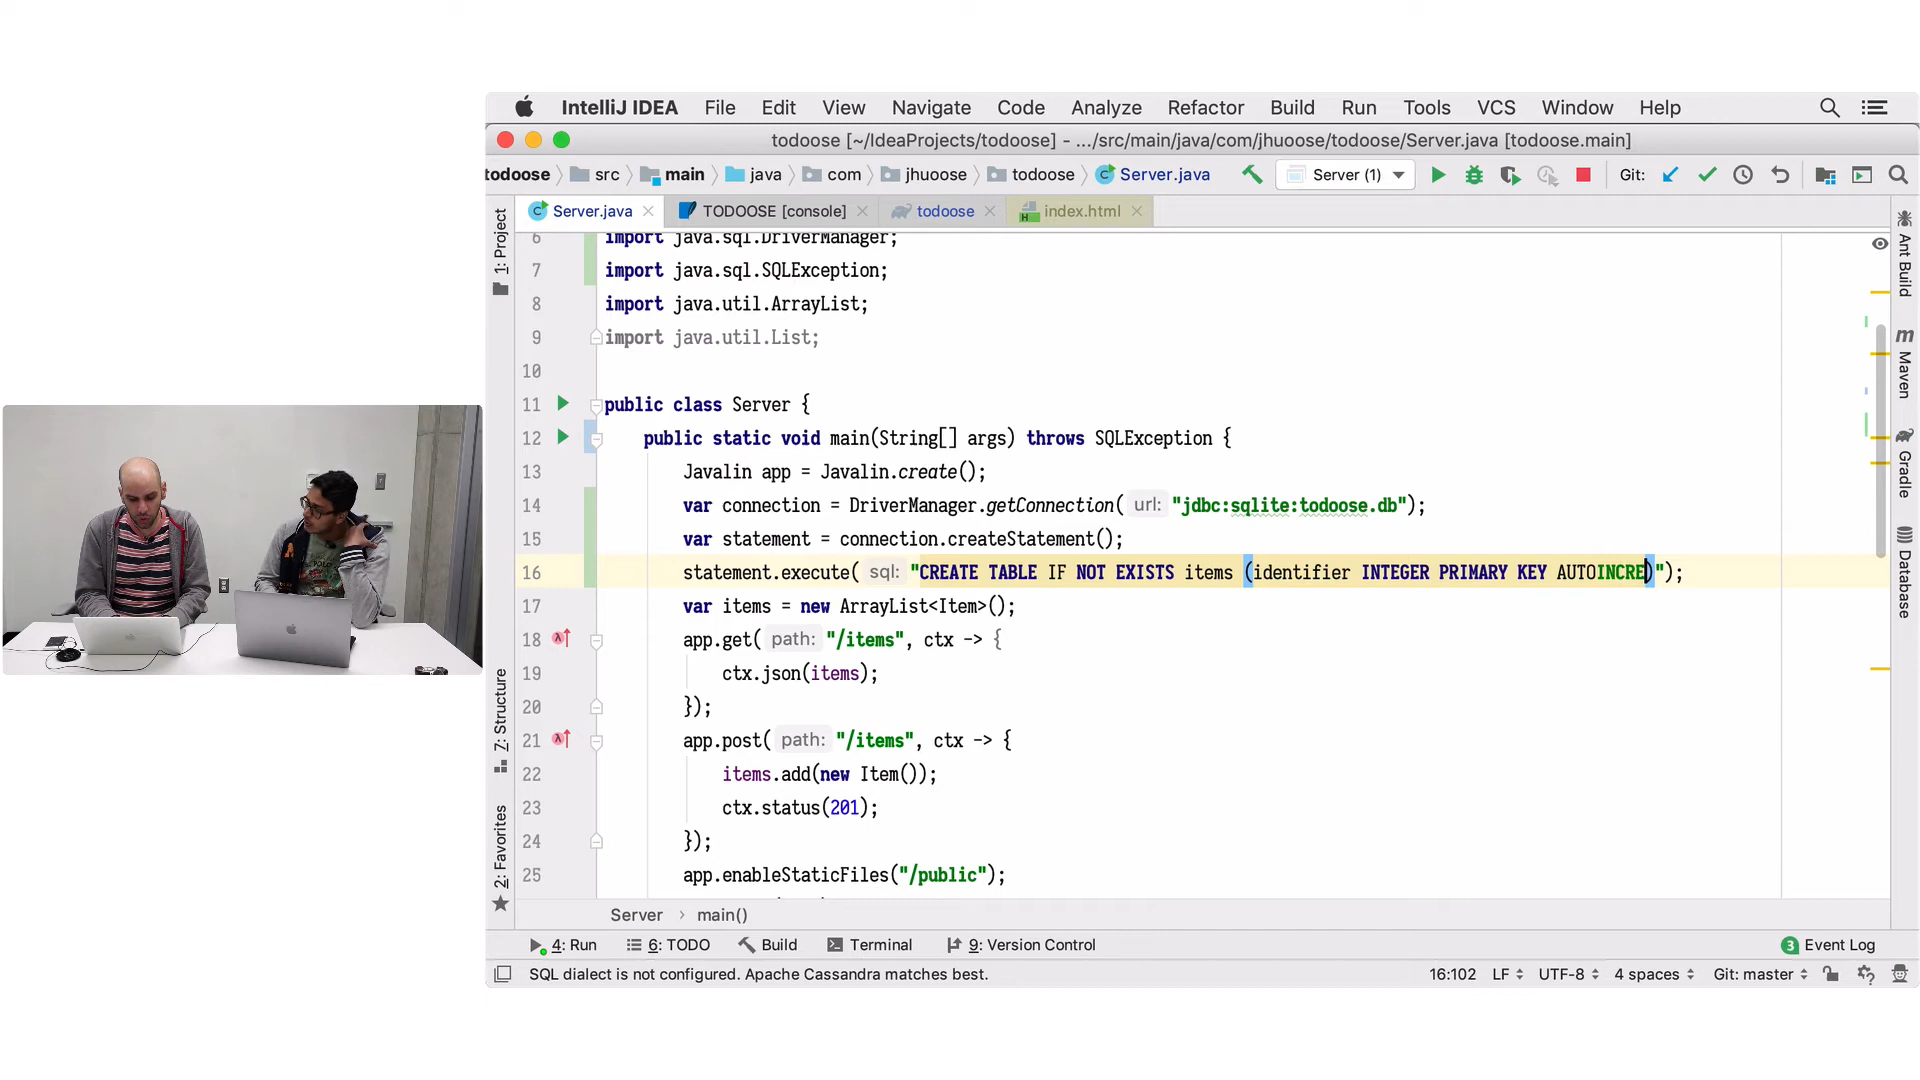 IntelliJ IDEA File Edit View Navigate Code Analyze Refactor Build Run Tools VCS Window Help
todoose [~/IdeaProjects/todoose] - .../src/main/java/com/jhuoose/todoose/Server.java [todoose.main]
todoose src main java com jhuoose todoose Server.java Server (1) Git:
Server.java TODOOSE [console] todoose index.html
1: Project
7: Structure
2: Favorites
6 import java.sql.DriverManager;
7 import java.sql.SQLException;
8 import java.util.ArrayList;
9 import java.util.List;
10
11 public class Server {
12 public static void main(String[] args) throws SQLException {
13 Javalin app = Javalin.create();
14 var connection = DriverManager.getConnection( url: "jdbc:sqlite:todoose.db");
15 var statement = connection.createStatement();
16 statement.execute( sql: "CREATE TABLE IF NOT EXISTS items (identifier INTEGER PRIMARY KEY AUTOINCRE)");
17 var items = new ArrayList<Item>();
18 app.get( path: "/items", ctx -> {
19 ctx.json(items);
20 });
21 app.post( path: "/items", ctx -> {
22 items.add(new Item());
23 ctx.status(201);
24 });
25 app.enableStaticFiles("/public");
Ant Build
m Maven
Gradle
Database
Server › main()
4: Run 6: TODO Build Terminal 9: Version Control 3 Event Log
SQL dialect is not configured. Apache Cassandra matches best. 16:102 LF UTF-8 4 spaces Git: master